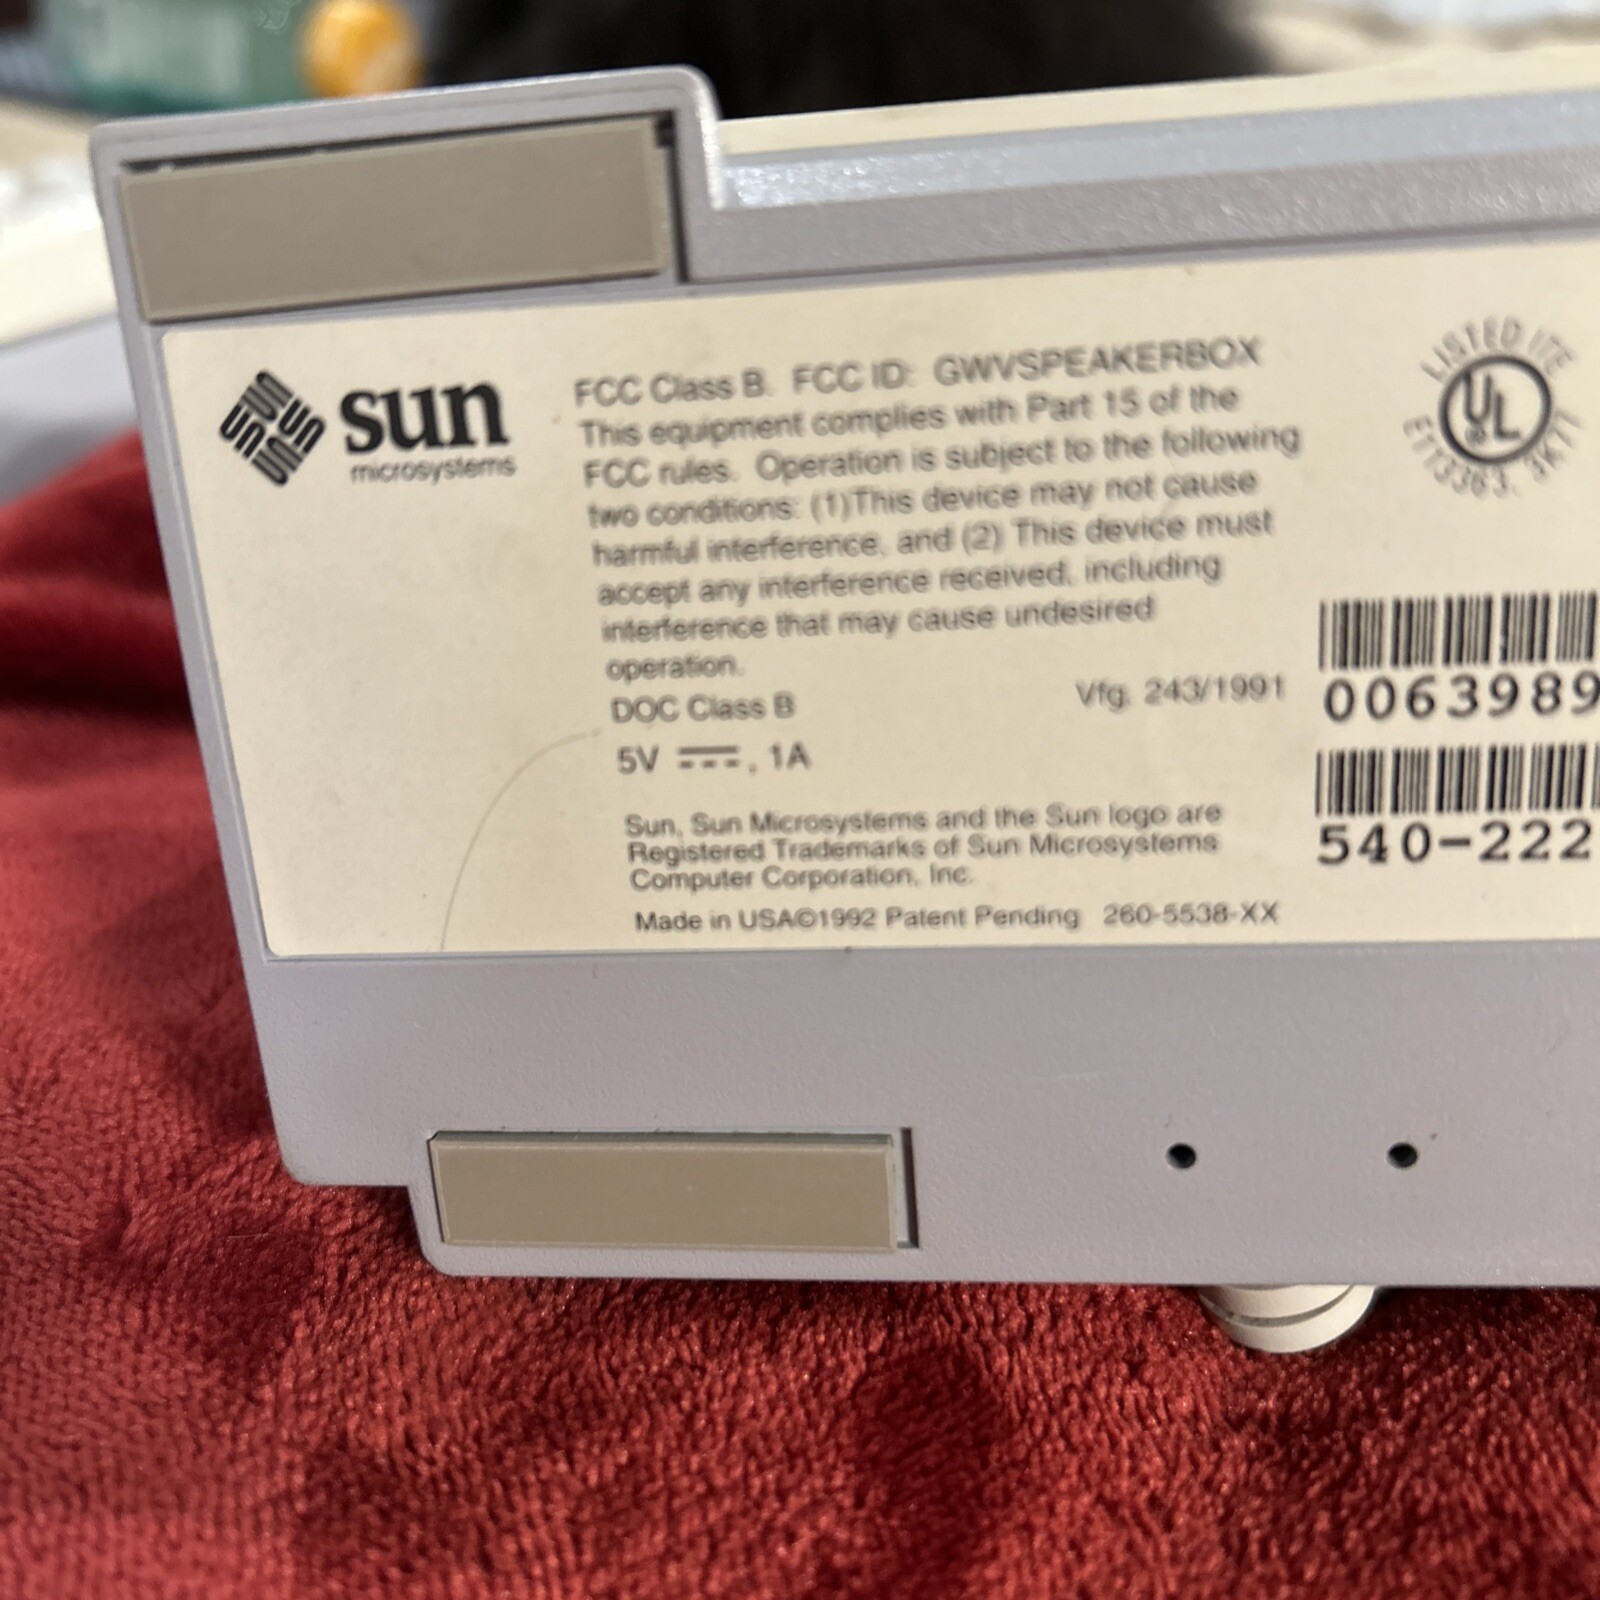 sun
microsystems
FCC Class B. FCC ID: GWVSPEAKERBOX
This equipment complies with Part 15 of the
FCC rules. Operation is subject to the following
two conditions: (1)This device may not cause
harmful interference, and (2) This device must
accept any interference received, including
interference that may cause undesired
operation.
DOC Class B
Vfg. 243/1991
5V ⎓, 1A
Sun, Sun Microsystems and the Sun logo are
Registered Trademarks of Sun Microsystems
Computer Corporation, Inc.
Made in USA©1992 Patent Pending 260-5538-XX
LISTED ITE
UL
E113363, 3K77
0063989
540-222